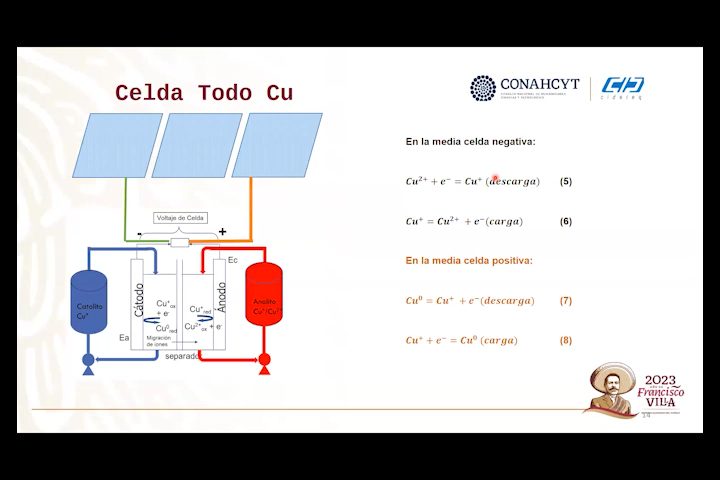 Celda Todo Cu
CONAHCYT
cideteq
En la media celda negativa:
Cu²⁺ + e⁻ = Cu⁺ (descarga) (5)
Cu⁺ = Cu²⁺ + e⁻(carga) (6)
En la media celda positiva:
Cu⁰ = Cu⁺ + e⁻(descarga) (7)
Cu⁺ + e⁻ = Cu⁰ (carga) (8)
Voltaje de Celda
- +
Ec
Cátodo
Ánodo
Catolito
Cu⁺
Anolito
Cu⁺/Cu²⁺
Cu⁺ox
+ e⁻
Cu⁰red
Cu⁺red
Cu²⁺ox + e⁻
Ea
Migración
de iones
separador
2023
Francisco
VILLA
14